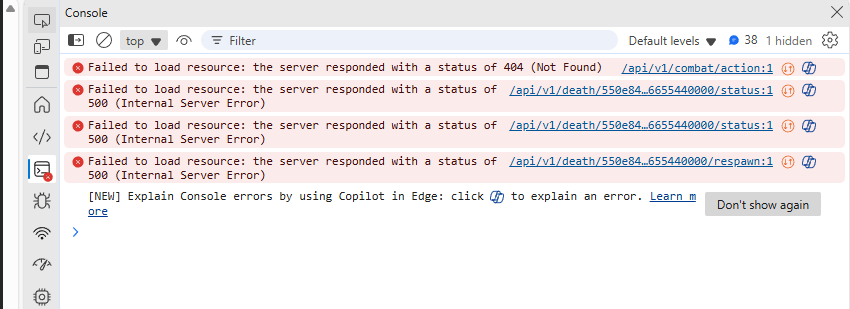 Console
top
Filter
Default levels
38
1 hidden
Failed to load resource: the server responded with a status of 404 (Not Found) /api/v1/combat/action:1
Failed to load resource: the server responded with a status of /api/v1/death/550e84…6655440000/status:1
500 (Internal Server Error)
Failed to load resource: the server responded with a status of /api/v1/death/550e84…6655440000/status:1
500 (Internal Server Error)
Failed to load resource: the server responded with a status of /api/v1/death/550e84…655440000/respawn:1
500 (Internal Server Error)
[NEW] Explain Console errors by using Copilot in Edge: click to explain an error. Learn m
ore
Don't show again